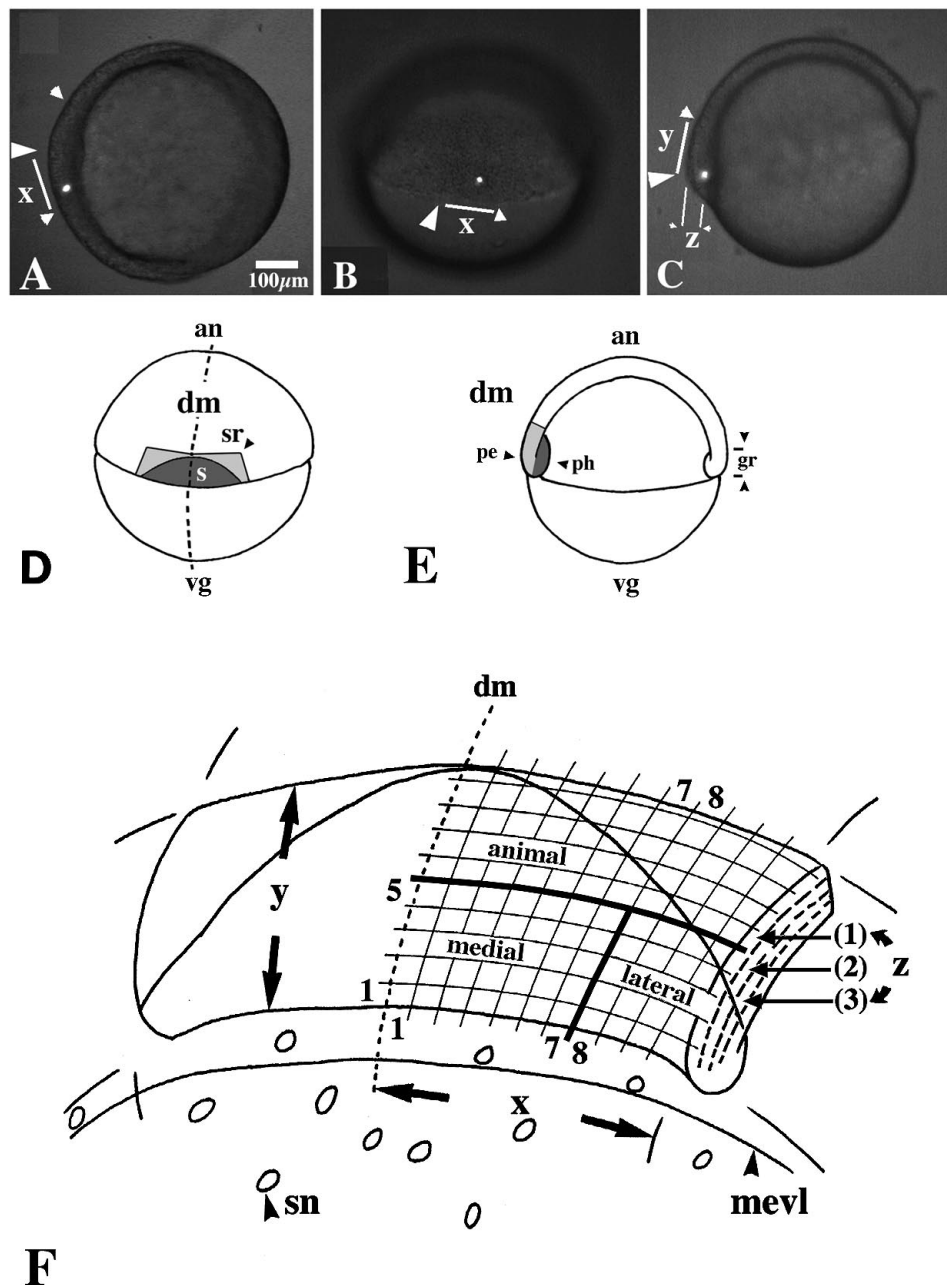 x
A
100µm
x
B
y
z
C
an
dm
sr
s
vg
D
an
dm
pe
ph
gr
vg
E
dm
7 8
animal
5
y
medial
lateral
(1)
(2)
(3)
z
1
1
7 8
x
sn
mevl
F